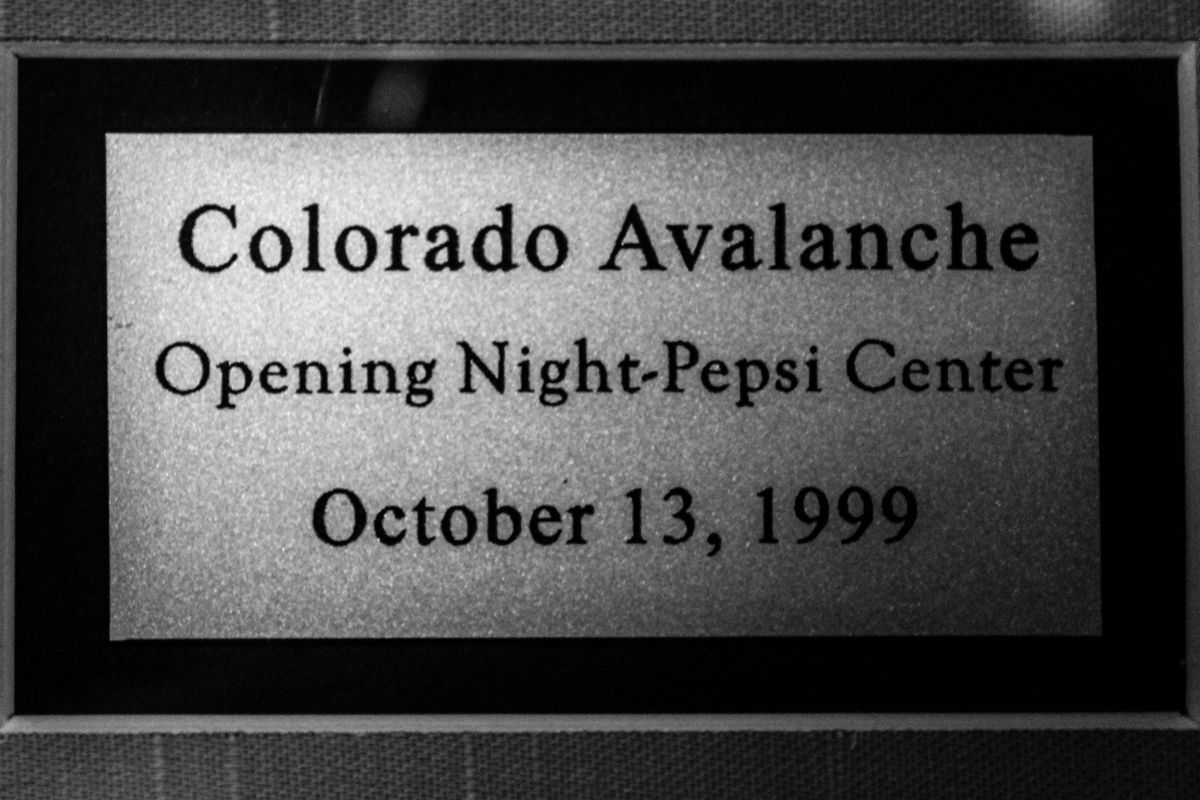 Colorado Avalanche
Opening Night-Pepsi Center
October 13, 1999